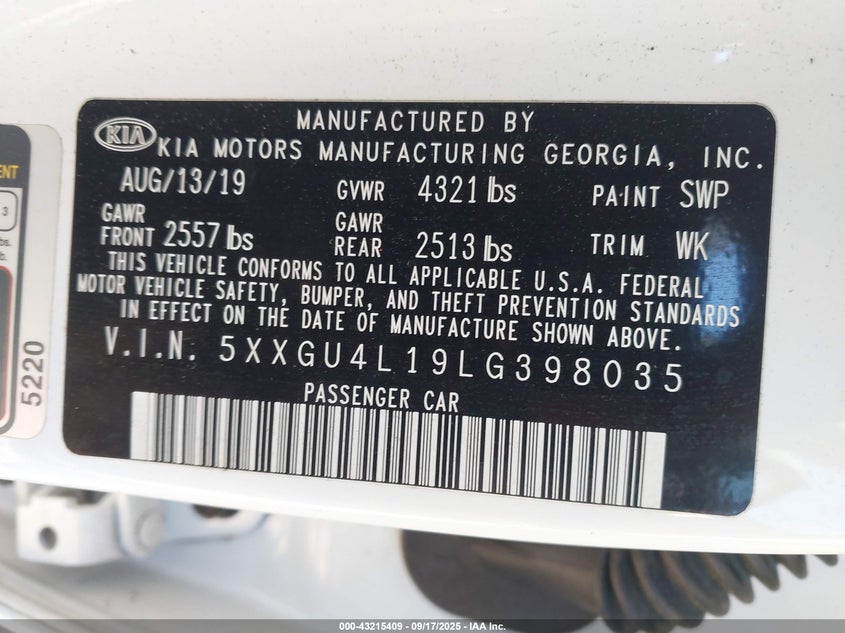 KIA
MANUFACTURED BY
KIA MOTORS MANUFACTURING GEORGIA, INC.
AUG/13/19 GVWR 4321 lbs PAINT SWP
GAWR FRONT 2557 lbs GAWR REAR 2513 lbs TRIM WK
THIS VEHICLE CONFORMS TO ALL APPLICABLE U.S.A. FEDERAL
MOTOR VEHICLE SAFETY, BUMPER, AND THEFT PREVENTION STANDARDS
IN EFFECT ON THE DATE OF MANUFACTURE SHOWN ABOVE.
V.I.N. 5XXGU4L19LG398035
PASSENGER CAR
ENT
3
bs.
b.
5220
000-43215409 - 09/17/2025 - IAA Inc.